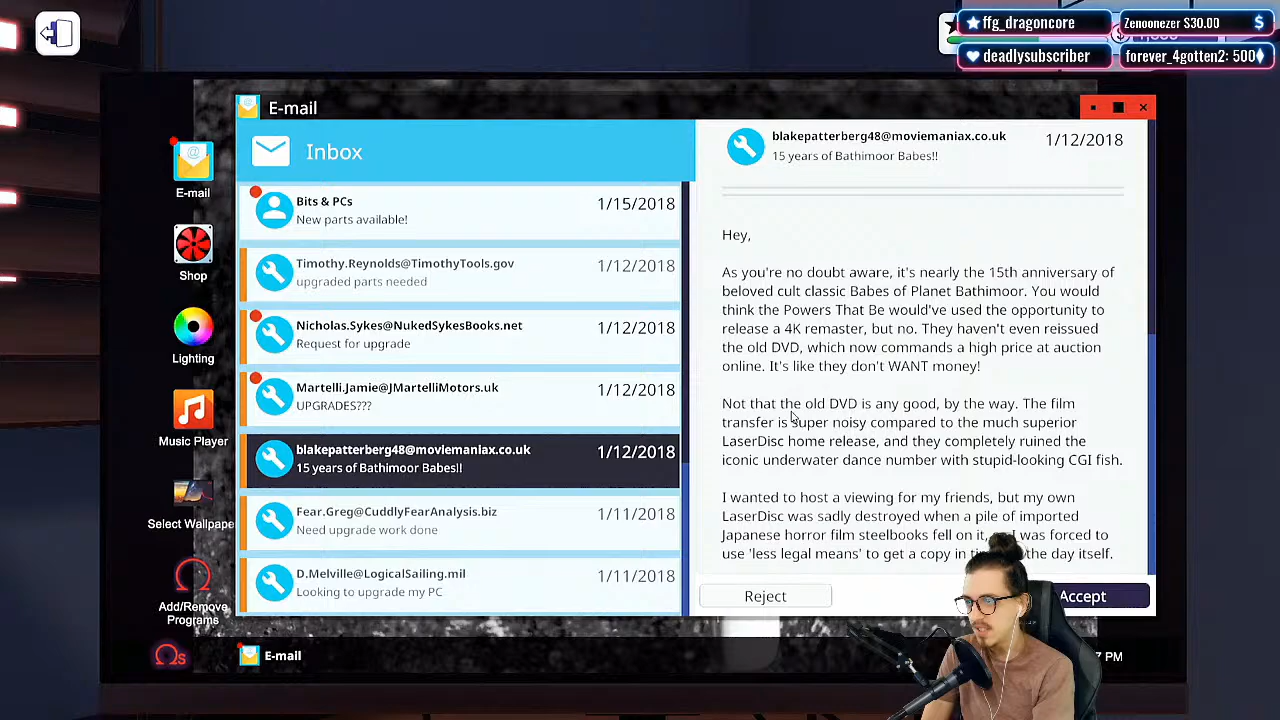 ffg_dragoncore
Zenoonezer $30.00
$
deadlysubscriber
forever_4gotten2: 500
E-mail
Inbox
blakepatterberg48@moviemaniax.co.uk
1/12/2018
15 years of Bathimoor Babes!!
E-mail
Shop
Lighting
Music Player
Select Wallpape
Add/Remove
Programs
Bits & PCs
1/15/2018
New parts available!
Timothy.Reynolds@TimothyTools.gov
1/12/2018
upgraded parts needed
Nicholas.Sykes@NukedSykesBooks.net
1/12/2018
Request for upgrade
Martelli.Jamie@JMartelliMotors.uk
1/12/2018
UPGRADES???
blakepatterberg48@moviemaniax.co.uk
1/12/2018
15 years of Bathimoor Babes!!
Fear.Greg@CuddlyFearAnalysis.biz
1/11/2018
Need upgrade work done
D.Melville@LogicalSailing.mil
1/11/2018
Looking to upgrade my PC
Hey,
As you're no doubt aware, it's nearly the 15th anniversary of
beloved cult classic Babes of Planet Bathimoor. You would
think the Powers That Be would've used the opportunity to
release a 4K remaster, but no. They haven't even reissued
the old DVD, which now commands a high price at auction
online. It's like they don't WANT money!
Not that the old DVD is any good, by the way. The film
transfer is super noisy compared to the much superior
LaserDisc home release, and they completely ruined the
iconic underwater dance number with stupid-looking CGI fish.
I wanted to host a viewing for my friends, but my own
LaserDisc was sadly destroyed when a pile of imported
Japanese horror film steelbooks fell on it, I was forced to
use 'less legal means' to get a copy in the day itself.
Reject
Accept
Ωs
E-mail
PM